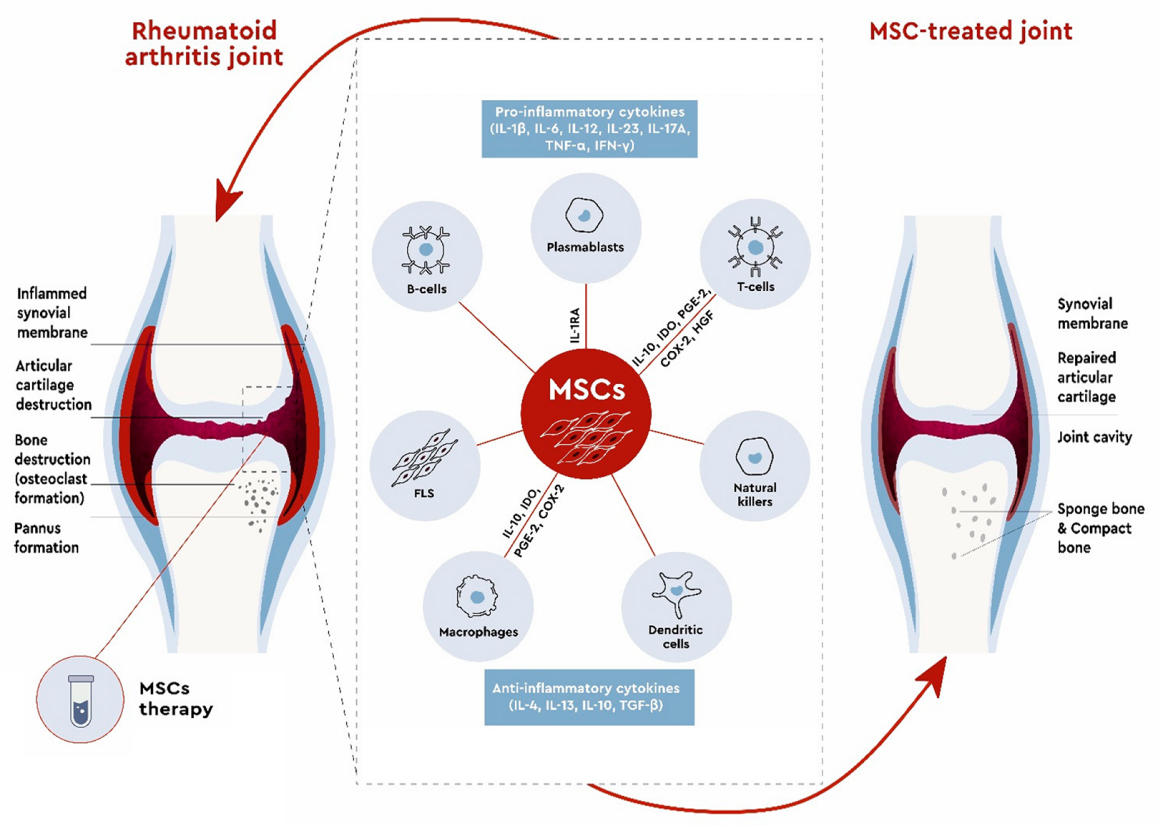 Rheumatoid
arthritis joint
MSC-treated joint
Pro-inflammatory cytokines
(IL-1β, IL-6, IL-12, IL-23, IL-17A,
TNF-α, IFN-γ)
Plasmablasts
B-cells
T-cells
IL-1RA
IL-10, IDO, PGE-2,
COX-2, HGF
MSCs
FLS
Natural
killers
IL-10, IDO,
PGE-2, COX-2
Macrophages
Dendritic
cells
Anti-inflammatory cytokines
(IL-4, IL-13, IL-10, TGF-β)
Inflammed
synovial
membrane
Articular
cartilage
destruction
Bone
destruction
(osteoclast
formation)
Pannus
formation
MSCs
therapy
Synovial
membrane
Repaired
articular
cartilage
Joint cavity
Sponge bone
& Compact
bone